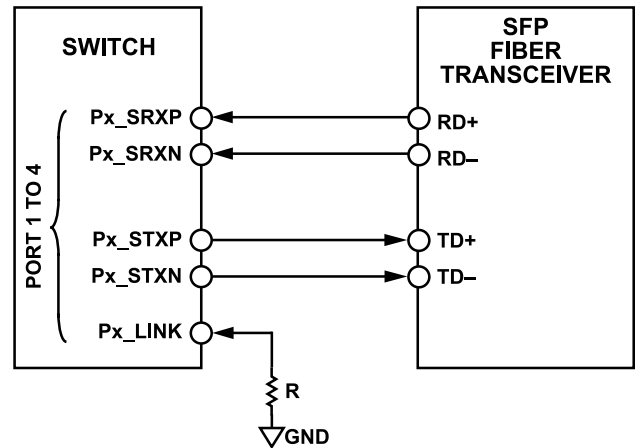 SWITCH
SFP
FIBER
TRANSCEIVER
PORT 1 TO 4
Px_SRXP
RD+
Px_SRXN
RD–
Px_STXP
TD+
Px_STXN
TD–
Px_LINK
R
GND